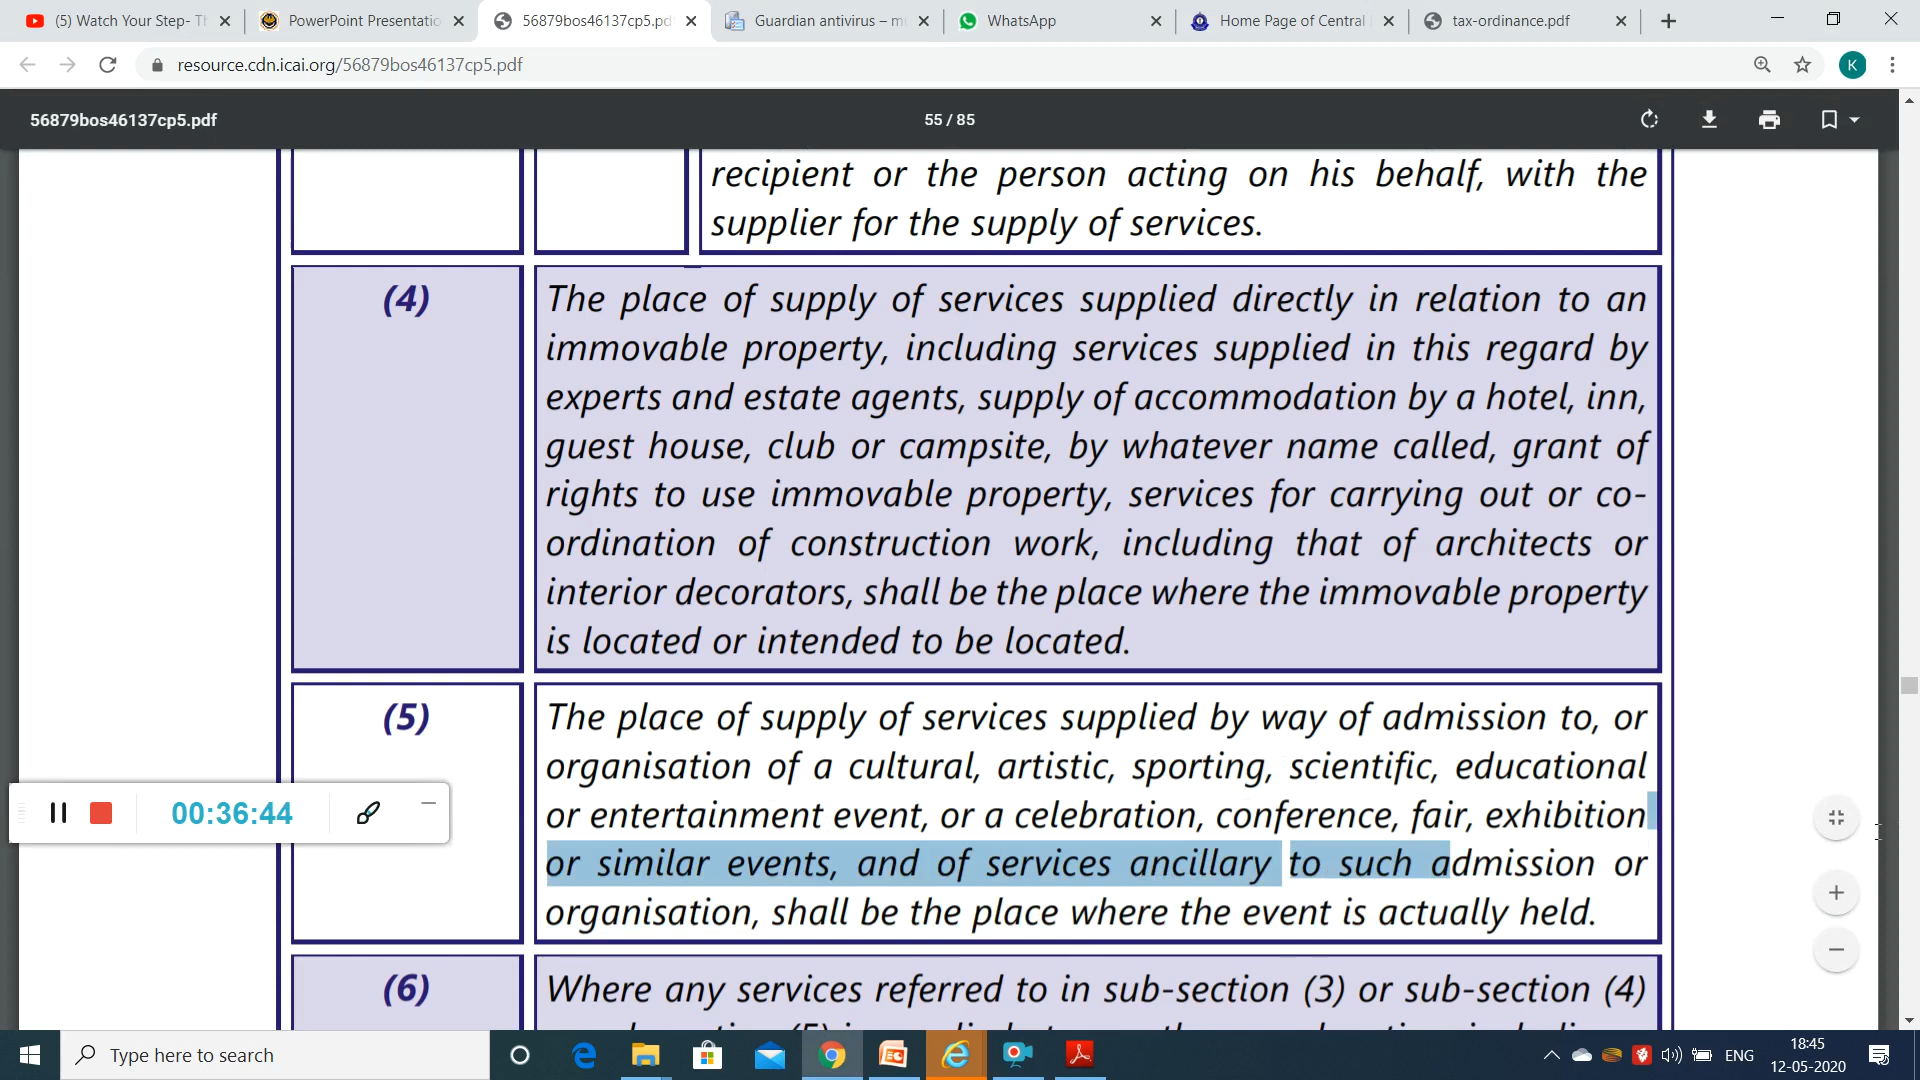 (5) Watch Your Step- Th
PowerPoint Presentatio
56879bos46137cp5.pd
Guardian antivirus – m
WhatsApp
Home Page of Central
tax-ordinance.pdf
resource.cdn.icai.org/56879bos46137cp5.pdf
K
56879bos46137cp5.pdf
55 / 85
recipient or the person acting on his behalf, with the
supplier for the supply of services.
(4)
The place of supply of services supplied directly in relation to an
immovable property, including services supplied in this regard by
experts and estate agents, supply of accommodation by a hotel, inn,
guest house, club or campsite, by whatever name called, grant of
rights to use immovable property, services for carrying out or co-
ordination of construction work, including that of architects or
interior decorators, shall be the place where the immovable property
is located or intended to be located.
(5)
The place of supply of services supplied by way of admission to, or
organisation of a cultural, artistic, sporting, scientific, educational
or entertainment event, or a celebration, conference, fair, exhibition
or similar events, and of services ancillary to such admission or
organisation, shall be the place where the event is actually held.
00:36:44
(6)
Where any services referred to in sub-section (3) or sub-section (4)
Type here to search
ENG
18:45
12-05-2020